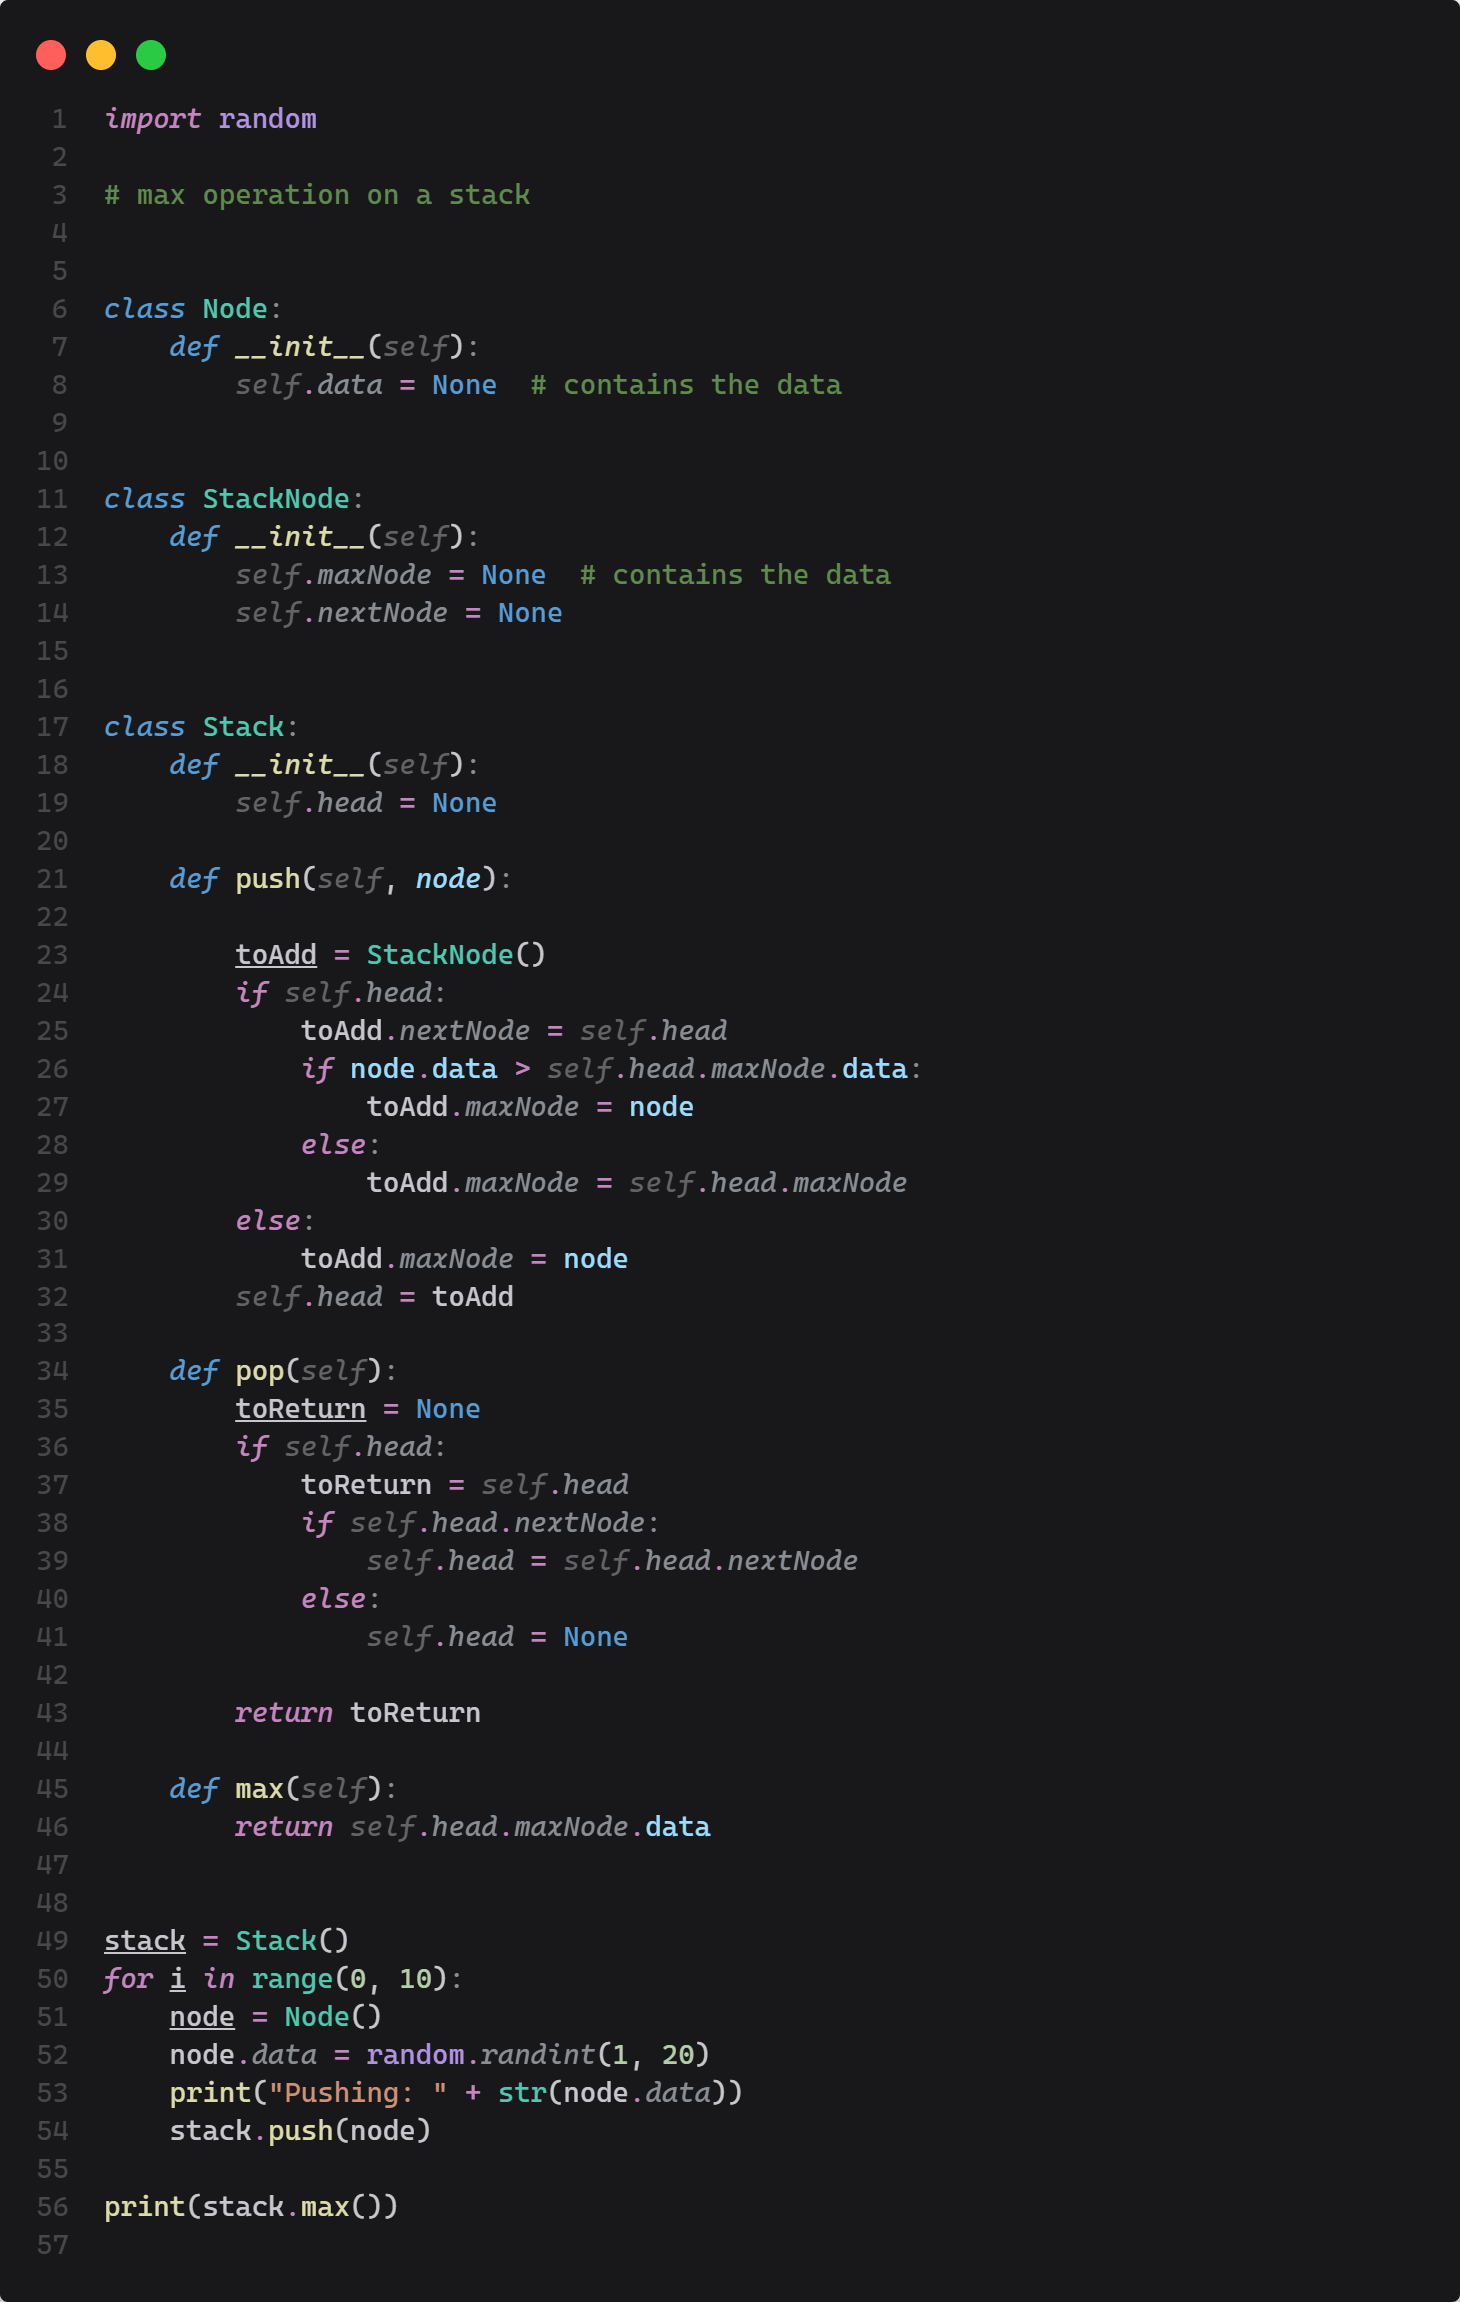 1 import random
2
3 # max operation on a stack
4
5
6 class Node:
7     def __init__(self):
8         self.data = None  # contains the data
9
10
11 class StackNode:
12     def __init__(self):
13         self.maxNode = None  # contains the data
14         self.nextNode = None
15
16
17 class Stack:
18     def __init__(self):
19         self.head = None
20
21     def push(self, node):
22
23         toAdd = StackNode()
24         if self.head:
25             toAdd.nextNode = self.head
26             if node.data > self.head.maxNode.data:
27                 toAdd.maxNode = node
28             else:
29                 toAdd.maxNode = self.head.maxNode
30         else:
31             toAdd.maxNode = node
32         self.head = toAdd
33
34     def pop(self):
35         toReturn = None
36         if self.head:
37             toReturn = self.head
38             if self.head.nextNode:
39                 self.head = self.head.nextNode
40             else:
41                 self.head = None
42
43         return toReturn
44
45     def max(self):
46         return self.head.maxNode.data
47
48
49 stack = Stack()
50 for i in range(0, 10):
51     node = Node()
52     node.data = random.randint(1, 20)
53     print("Pushing: " + str(node.data))
54     stack.push(node)
55
56 print(stack.max())
57